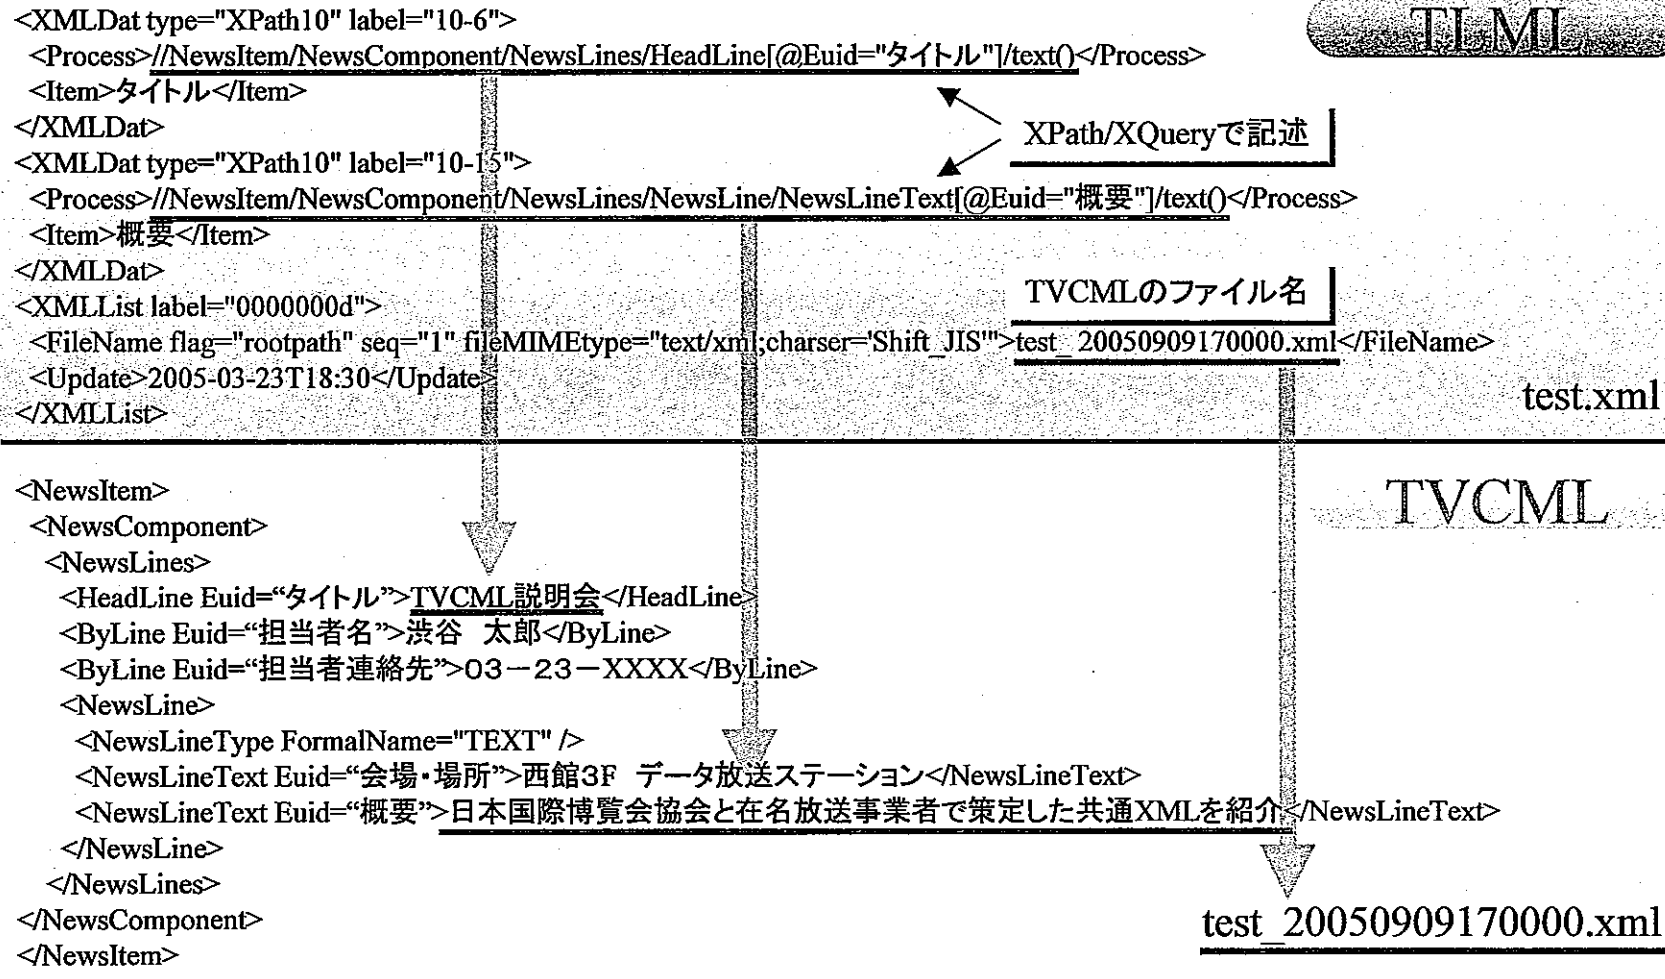 TLML
<XMLDat type="XPath10" label="10-6">
<Process>//NewsItem/NewsComponent/NewsLines/HeadLine[@Euid="タイトル"]/text()</Process>
<Item>タイトル</Item>
</XMLDat>
XPath/XQueryで記述
<XMLDat type="XPath10" label="10-15">
<Process>//NewsItem/NewsComponent/NewsLines/NewsLine/NewsLineText[@Euid="概要"]/text()</Process>
<Item>概要</Item>
</XMLDat>
TVCMLのファイル名
<XMLList label="0000000d">
<FileName flag="rootpath" seq="1" fileMIMEtype="text/xml;charser='Shift_JIS'">test_20050909170000.xml</FileName>
<Update>2005-03-23T18:30</Update>
</XMLList>
test.xml
TVCML
<NewsItem>
<NewsComponent>
<NewsLines>
<HeadLine Euid=“タイトル”>TVCML説明会</HeadLine>
<ByLine Euid=“担当者名”>渋谷　太郎</ByLine>
<ByLine Euid=“担当者連絡先”>03－23－XXXX</ByLine>
<NewsLine>
<NewsLineType FormalName="TEXT" />
<NewsLineText Euid=“会場・場所”>西館3F　データ放送ステーション</NewsLineText>
<NewsLineText Euid=“概要”>日本国際博覧会協会と在名放送事業者で策定した共通XMLを紹介</NewsLineText>
</NewsLine>
</NewsLines>
</NewsComponent>
</NewsItem>
test_20050909170000.xml